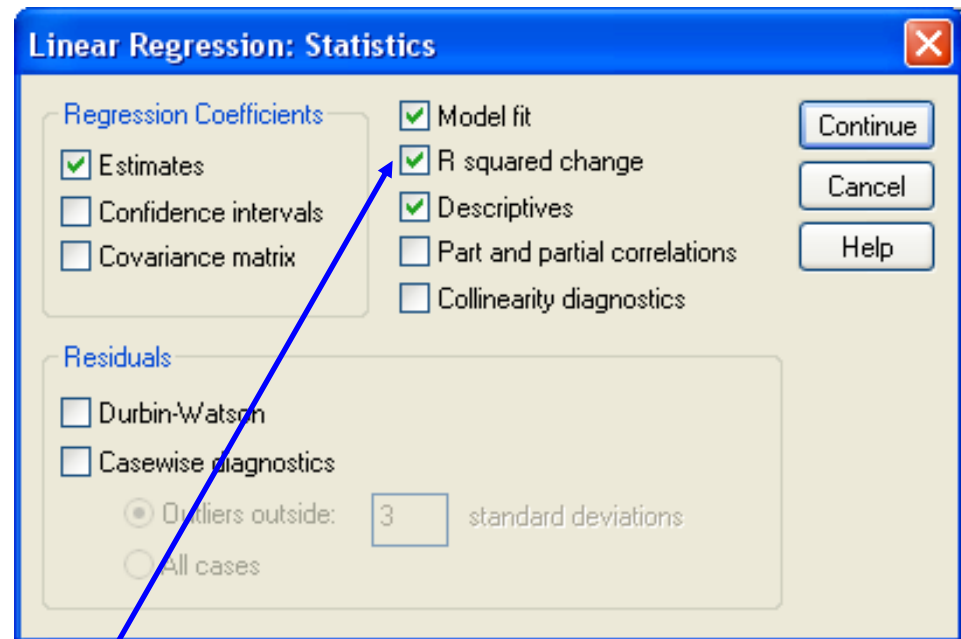 Linear Regression: Statistics
Regression Coefficients
Estimates
Confidence intervals
Covariance matrix
Model fit
R squared change
Descriptives
Part and partial correlations
Collinearity diagnostics
Continue
Cancel
Help
Residuals
Durbin-Watson
Casewise diagnostics
Outliers outside: 3 standard deviations
All cases